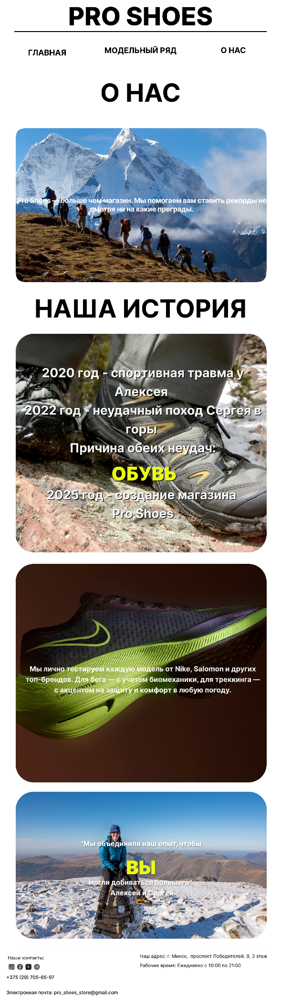 PRO SHOES
ГЛАВНАЯ
МОДЕЛЬНЫЙ РЯД
О НАС
О НАС
Pro Shoes — больше чем магазин. Мы помогаем вам ставить рекорды не
смотря ни на какие преграды.
НАША ИСТОРИЯ
2020 год - спортивная травма у
Алексея
2022 год - неудачный поход Сергея в
горы
Причина обеих неудач:
ОБУВЬ
2025 год - создание магазина
Pro Shoes
Мы лично тестируем каждую модель от Nike, Salomon и других
топ-брендов. Для бега — с учетом биомеханики, для треккинга —
с акцентом на защиту и комфорт в любую погоду.
"Мы объединили наш опыт, чтобы
ВЫ
могли добиваться большего"
Алексей и Сергей
Наши контакты:
+375 (29) 705-85-97
Электронная почта: pro_shoes_store@gmail.com
Наш адрес: г. Минск, проспект Победителей, 9, 3 этаж
Рабочее время: Ежедневно с 10:00 по 21:00